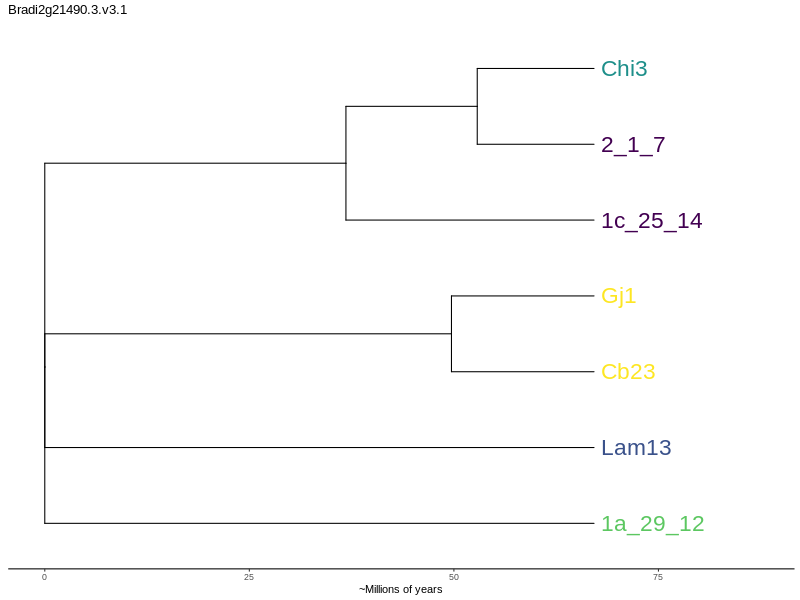 Bradi2g21490.3.v3.1
Chi3
2_1_7
1c_25_14
Gj1
Cb23
Lam13
1a_29_12
0 25 50 75
~Millions of years